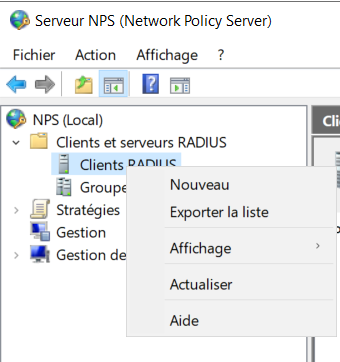 Serveur NPS (Network Policy Server)
Fichier Action Affichage ?
NPS (Local)
Clients et serveurs RADIUS
Clients RADIUS
Groupe
Stratégies
Gestion
Gestion de
Nouveau
Exporter la liste
Affichage
Actualiser
Aide